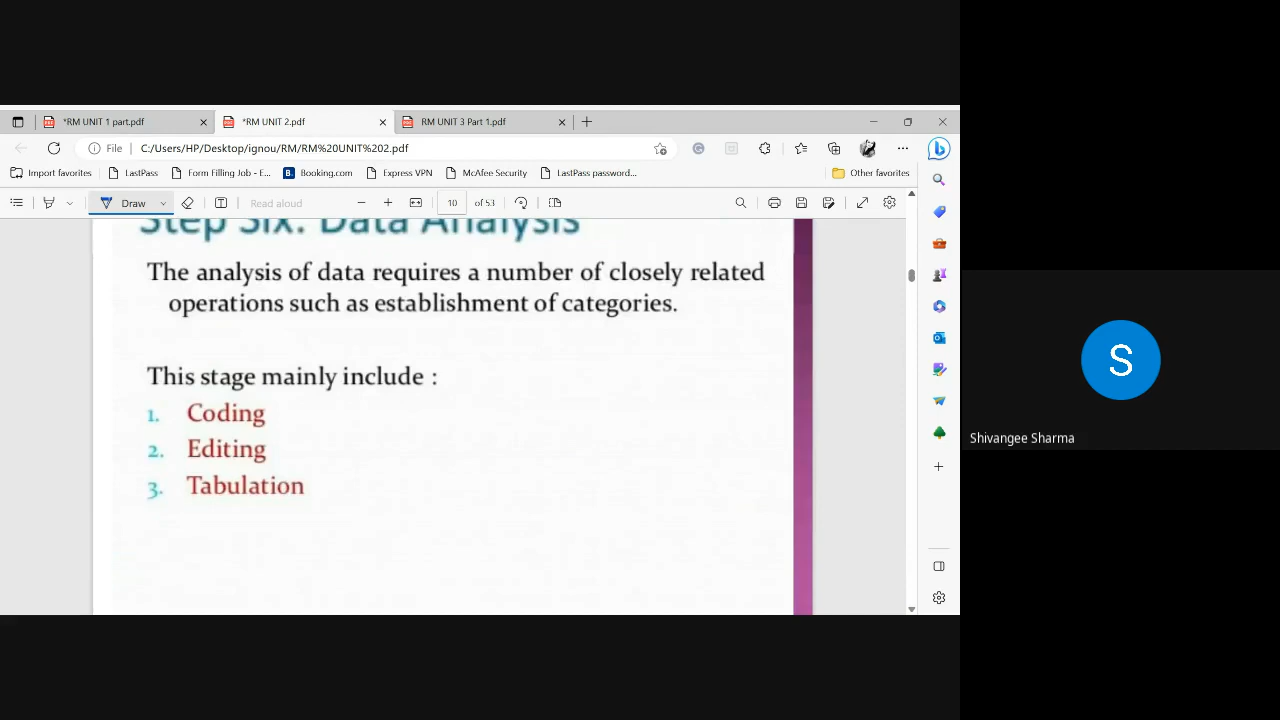 *RM UNIT 1 part.pdf
*RM UNIT 2.pdf
RM UNIT 3 Part 1.pdf
File
C:/Users/HP/Desktop/ignou/RM/RM%20UNIT%202.pdf
Import favorites
LastPass
Form Filling Job - E...
B. Booking.com
Express VPN
McAfee Security
LastPass password...
Other favorites
Draw
Read aloud
10 of 53
Step Six: Data Analysis
The analysis of data requires a number of closely related
operations such as establishment of categories.
This stage mainly include :
1. Coding
2. Editing
3. Tabulation
S
Shivangee Sharma